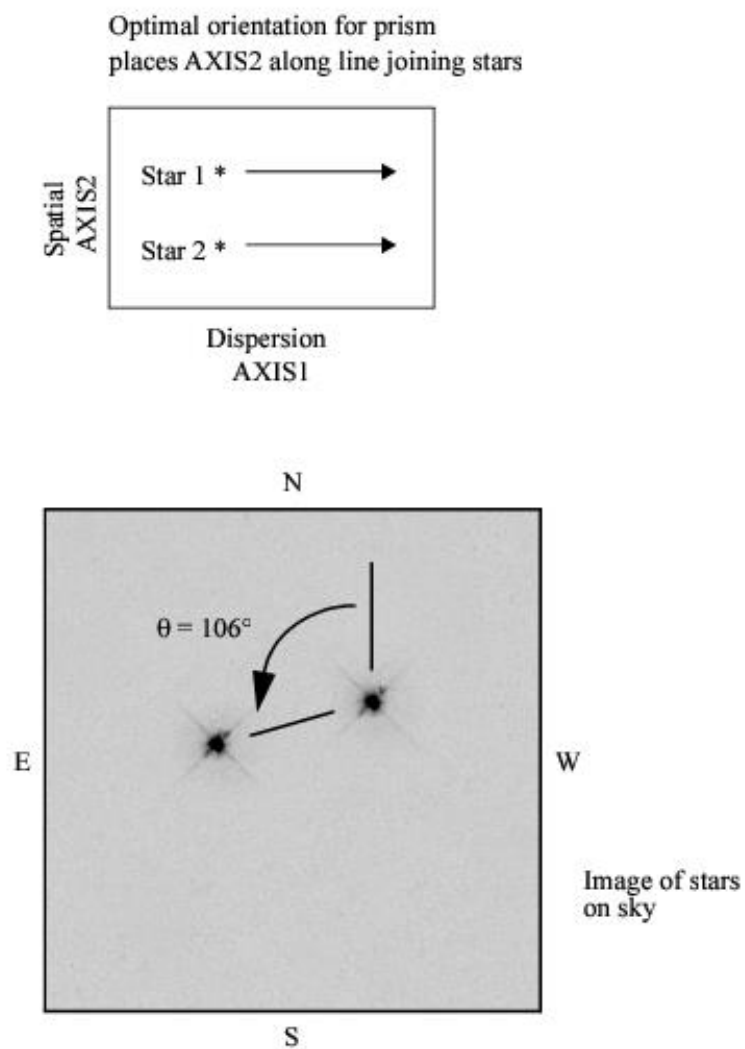 Optimal orientation for prism
places AXIS2 along line joining stars
Spatial
AXIS2
Star 1 *
Star 2 *
Dispersion
AXIS1
N
θ = 106°
E
W
Image of stars
on sky
S